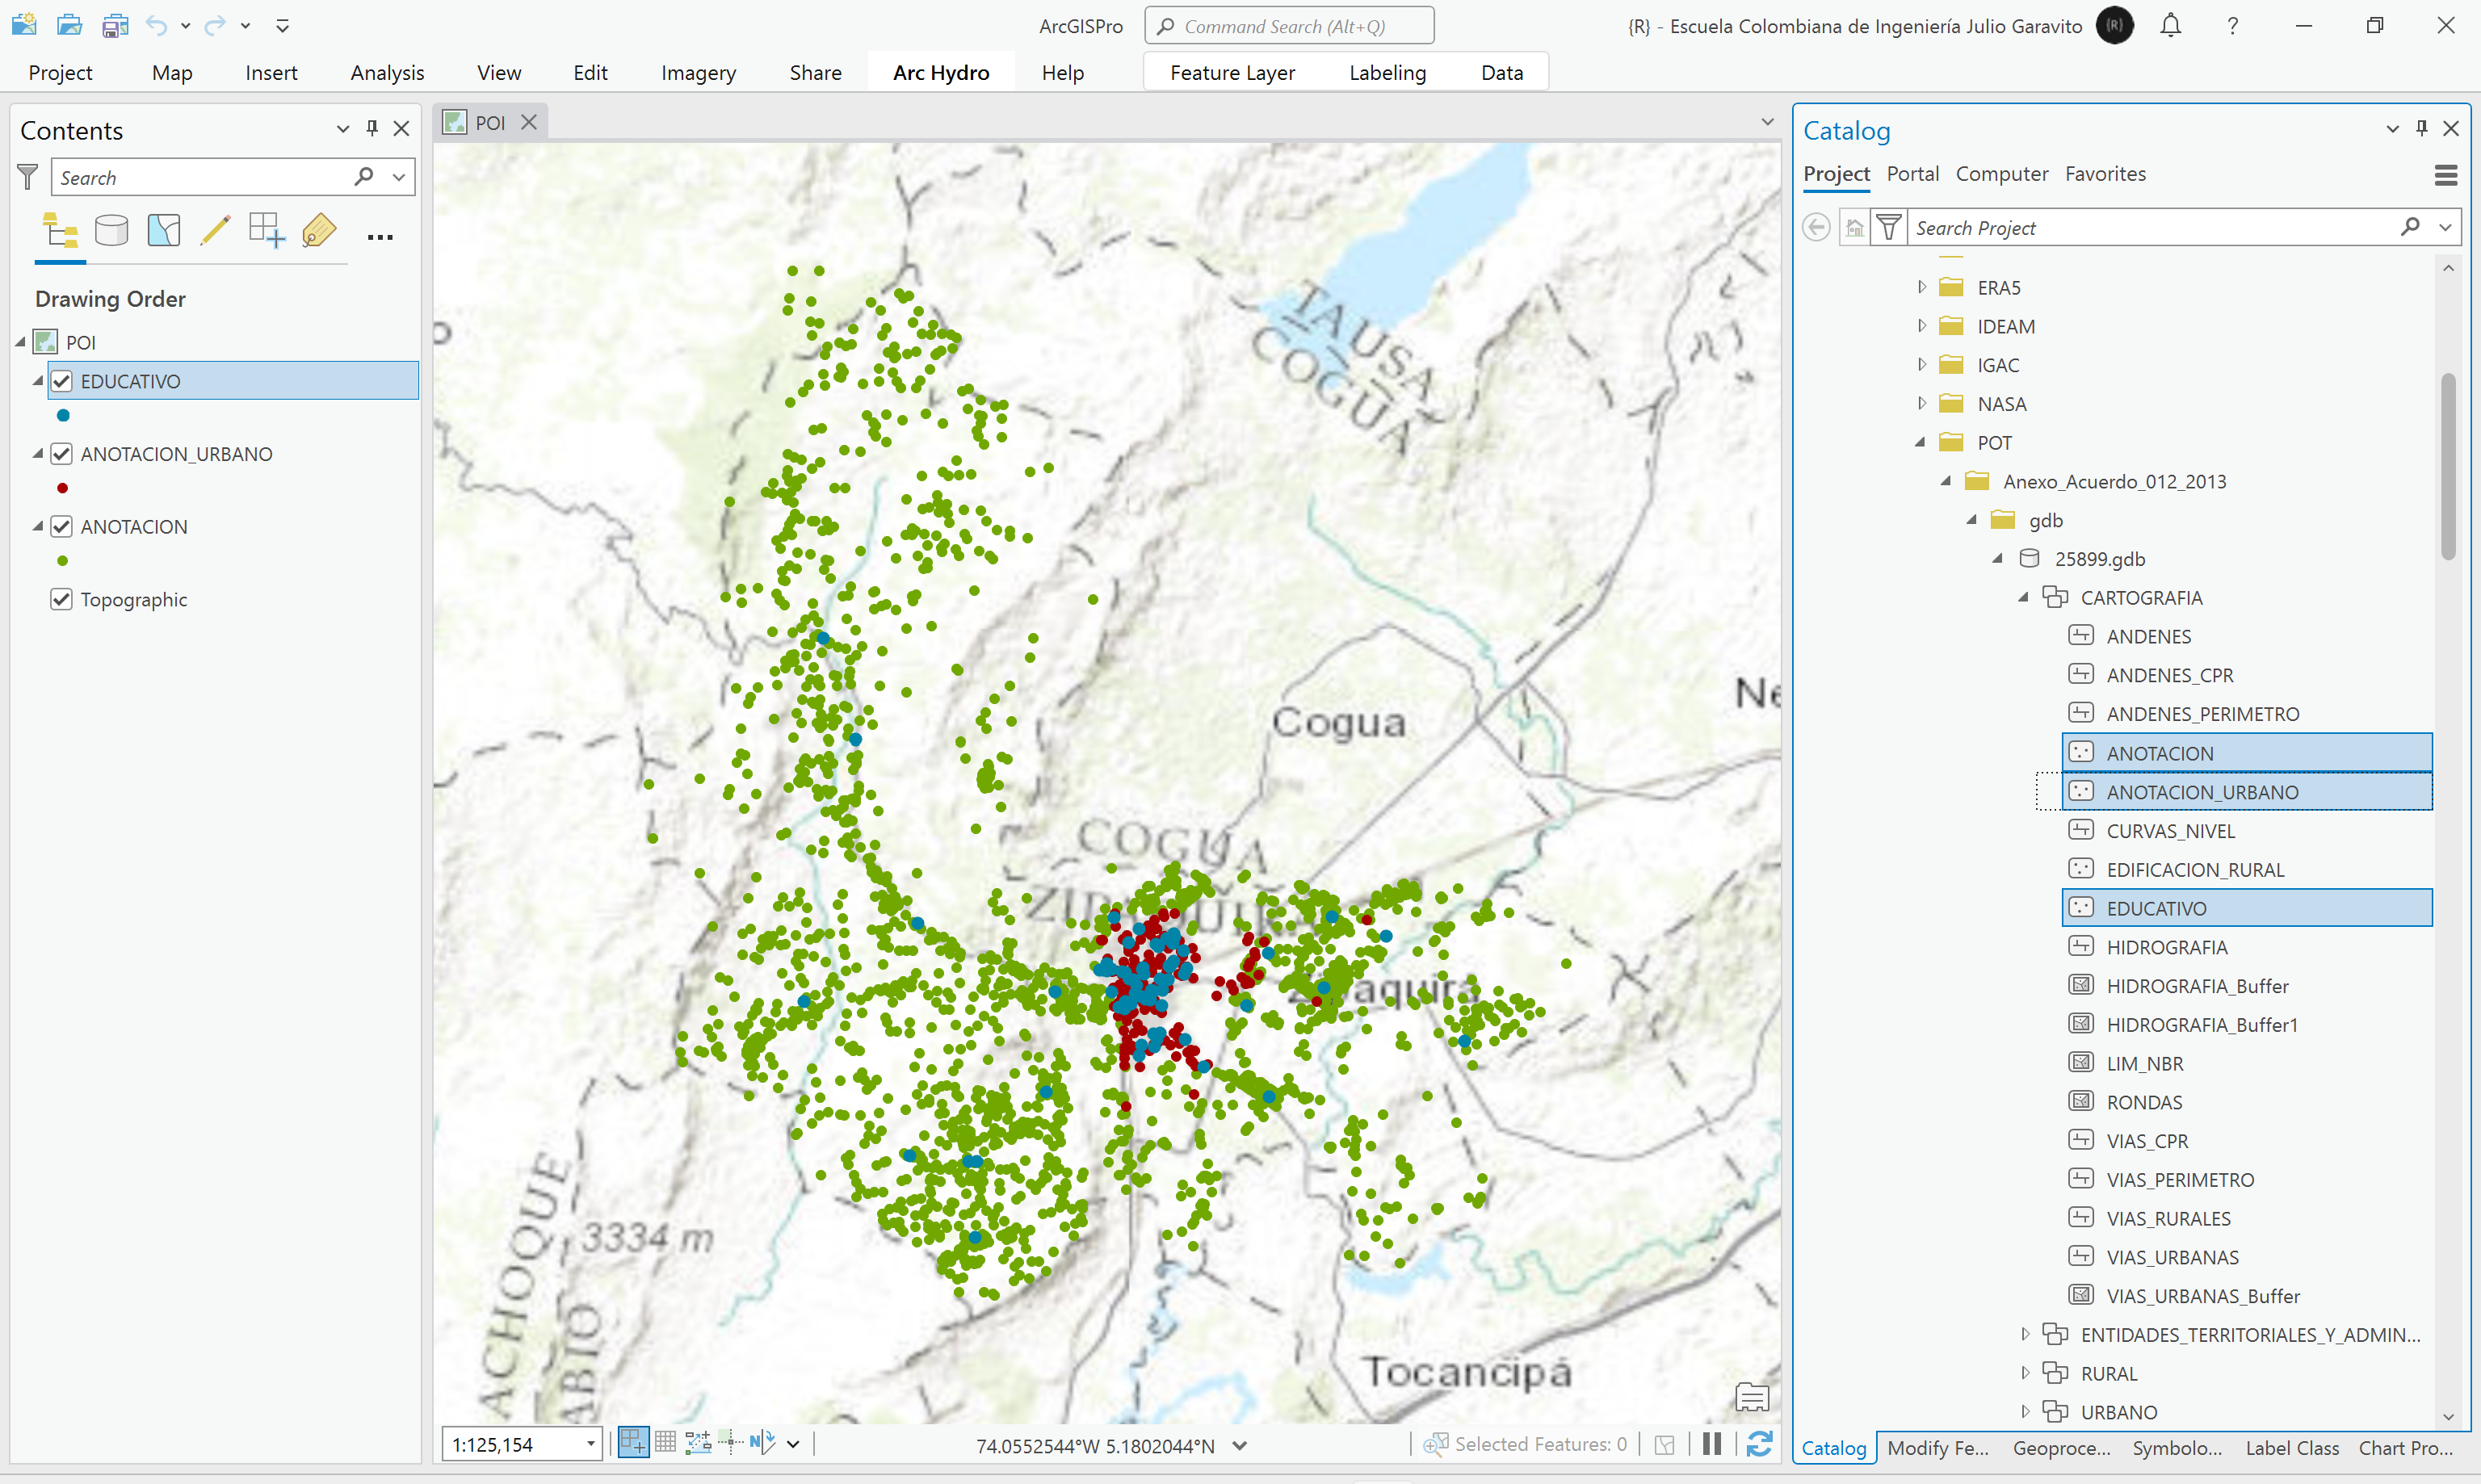 ArcGISPro
Command Search (Alt+Q)
{R} - Escuela Colombiana de Ingeniería Julio Garavito
{R}
Project
Map
Insert
Analysis
View
Edit
Imagery
Share
Arc Hydro
Help
Feature Layer
Labeling
Data
Contents
Search
Drawing Order
POI
EDUCATIVO
ANOTACION_URBANO
ANOTACION
Topographic
POI
TAUSA
COGUA
Cogua
Ne
COGUA
3334 m
Tocancipá
1:125,154
74.0552544°W 5.1802044°N
Selected Features: 0
Catalog
Project
Portal
Computer
Favorites
Search Project
ERA5
IDEAM
IGAC
NASA
POT
Anexo_Acuerdo_012_2013
gdb
25899.gdb
CARTOGRAFIA
ANDENES
ANDENES_CPR
ANDENES_PERIMETRO
ANOTACION
ANOTACION_URBANO
CURVAS_NIVEL
EDIFICACION_RURAL
EDUCATIVO
HIDROGRAFIA
HIDROGRAFIA_Buffer
HIDROGRAFIA_Buffer1
LIM_NBR
RONDAS
VIAS_CPR
VIAS_PERIMETRO
VIAS_RURALES
VIAS_URBANAS
VIAS_URBANAS_Buffer
ENTIDADES_TERRITORIALES_Y_ADMIN...
RURAL
URBANO
Catalog
Modify Fe...
Geoproce...
Symbolo...
Label Class
Chart Pro...